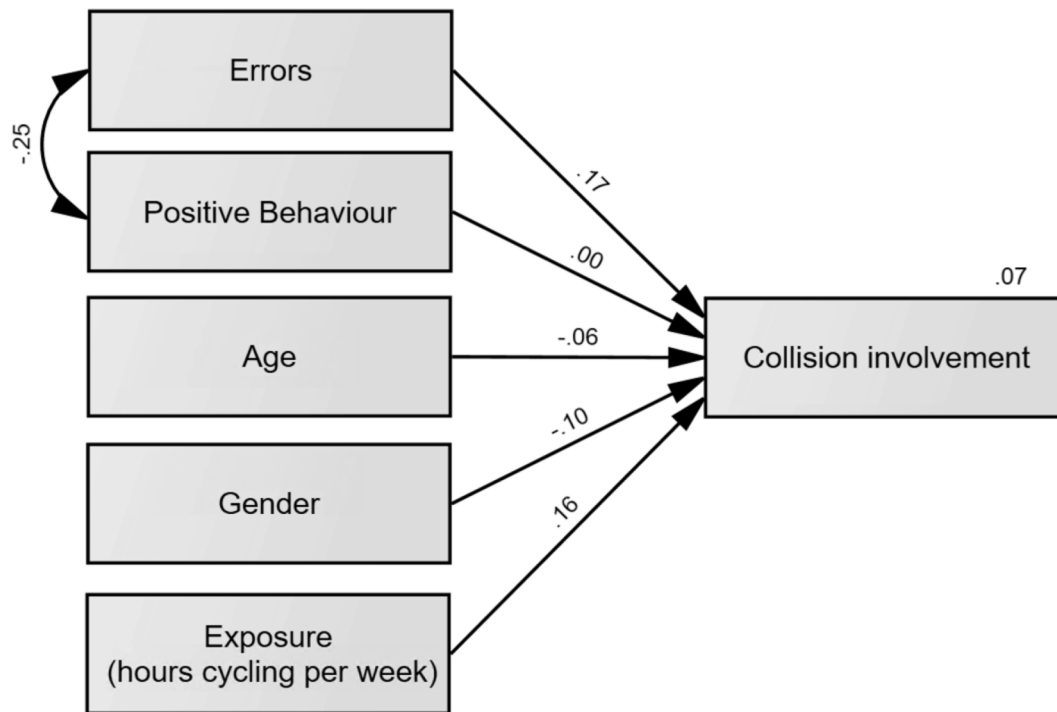 Errors
-.25
.17
Positive Behaviour
.00
.07
Age
-.06
Collision involvement
-.10
Gender
.16
Exposure
(hours cycling per week)